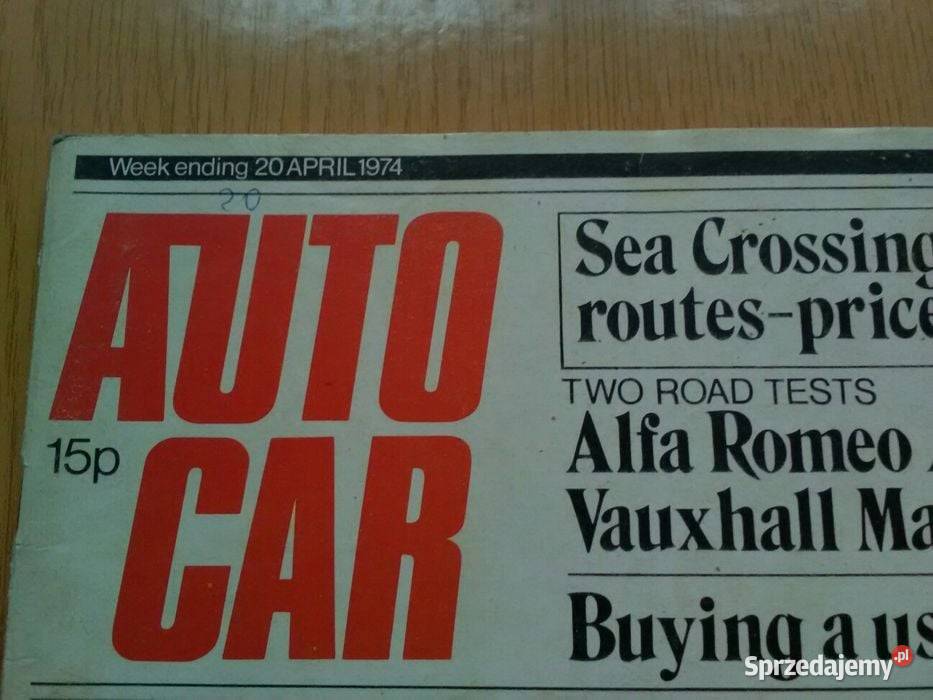 Week ending 20 APRIL 1974
20
AUTO
CAR
15p
Sea Crossing
routes-price
TWO ROAD TESTS
Alfa Romeo
Vauxhall Ma
Buying a us
Sprzedajemy.pl